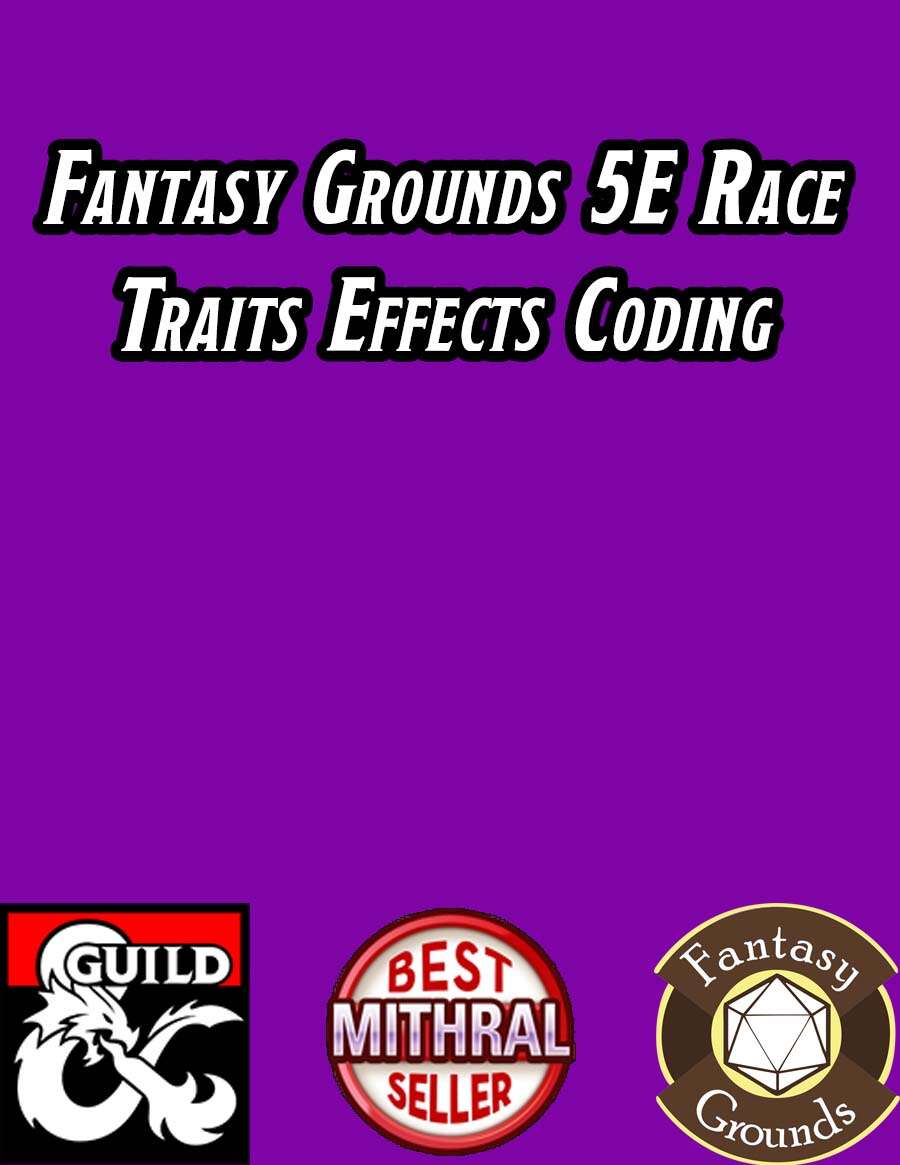 Fantasy Grounds 5E Race
Traits Effects Coding
GUILD
BEST
MITHRAL
SELLER
Fantasy
Grounds